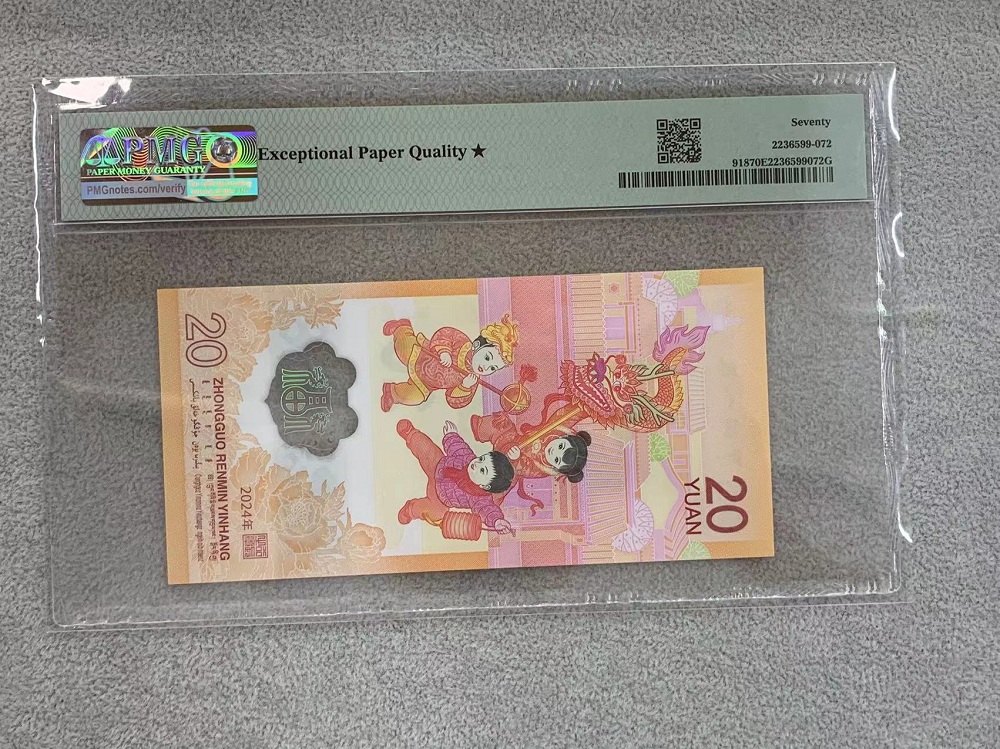 PMG
PAPER MONEY GUARANTY
PMGnotes.com/verify
Exceptional Paper Quality ★
Seventy
2236599-072
91870E2236599072G
20
ZHONGGUO RENMIN YINHANG
2024年
福
20
YUAN